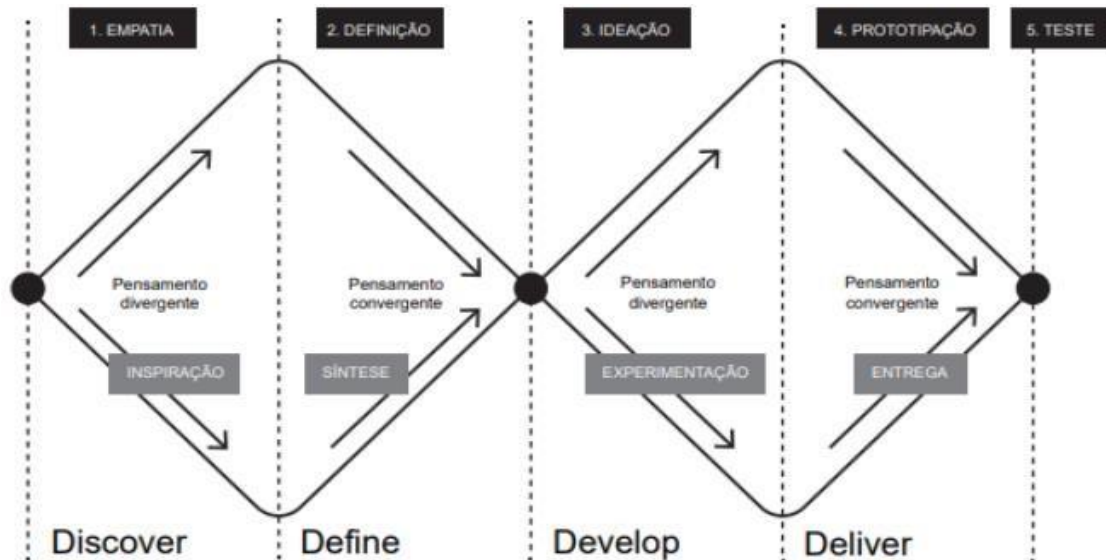 1. EMPATIA
2. DEFINIÇÃO
3. IDEAÇÃO
4. PROTOTIPAÇÃO
5. TESTE
Pensamento
divergente
Pensamento
convergente
Pensamento
divergente
Pensamento
convergente
INSPIRAÇÃO
SÍNTESE
EXPERIMENTAÇÃO
ENTREGA
Discover
Define
Develop
Deliver